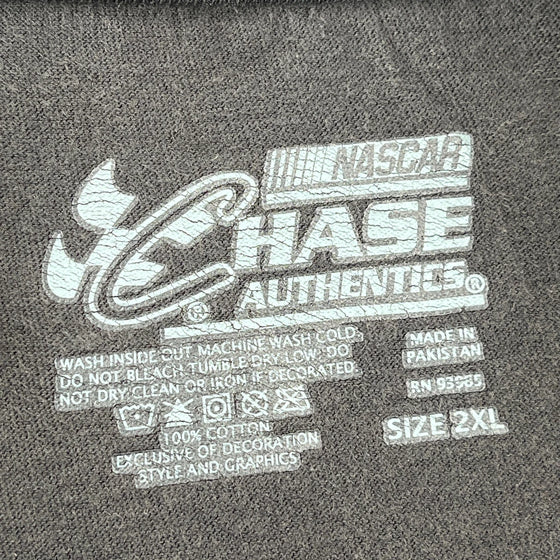 NASCAR
CHASE
AUTHENTICS®
WASH INSIDE OUT MACHINE WASH COLD.
DO NOT BLEACH TUMBLE DRY LOW. DO
NOT DRY CLEAN OR IRON IF DECORATED.
100% COTTON
EXCLUSIVE OF DECORATION
STYLE AND GRAPHICS
MADE IN
PAKISTAN
RN 93965
SIZE 2XL